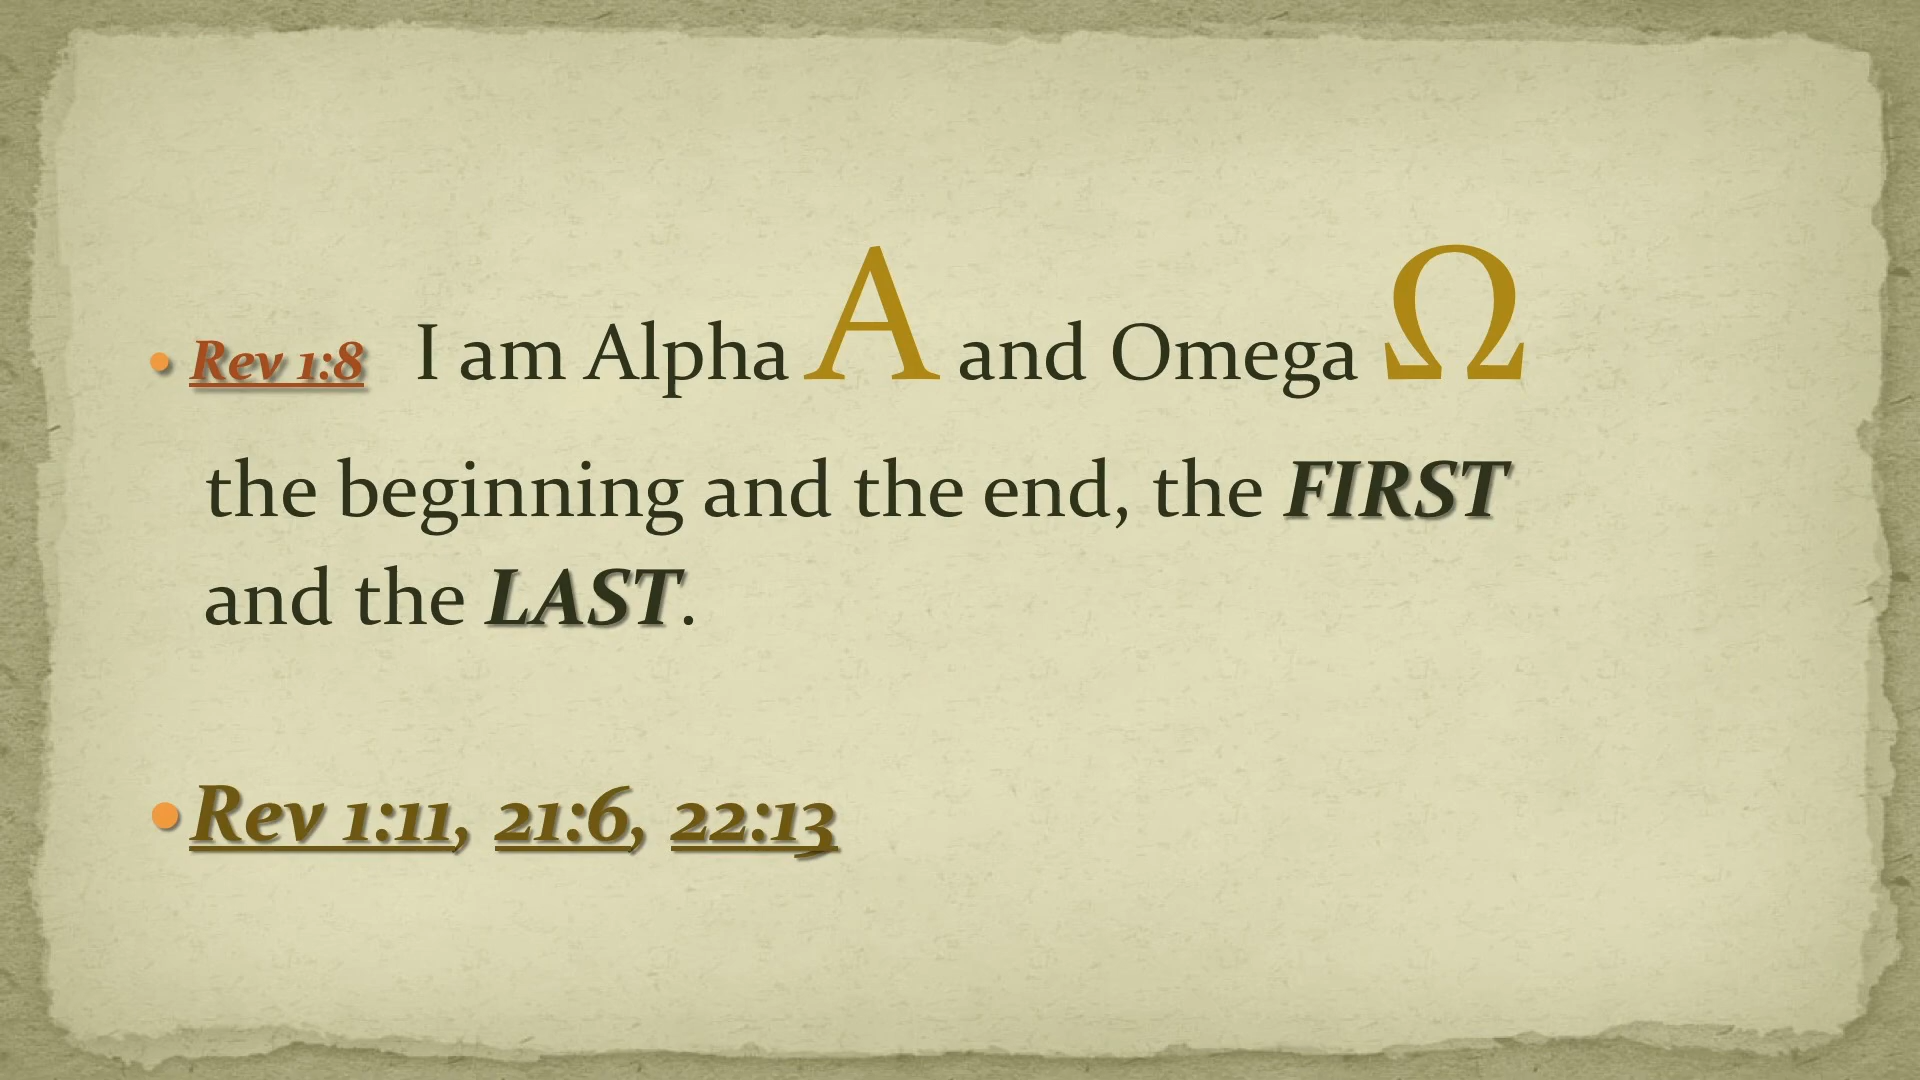 • Rev 1:8 I am Alpha Α and Omega Ω
the beginning and the end, the FIRST
and the LAST.
• Rev 1:11, 21:6, 22:13